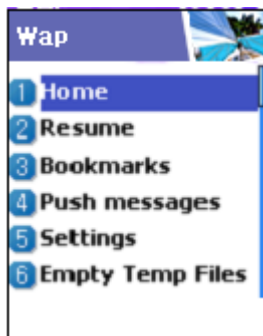 Wap
1 Home
2 Resume
3 Bookmarks
4 Push messages
5 Settings
6 Empty Temp Files